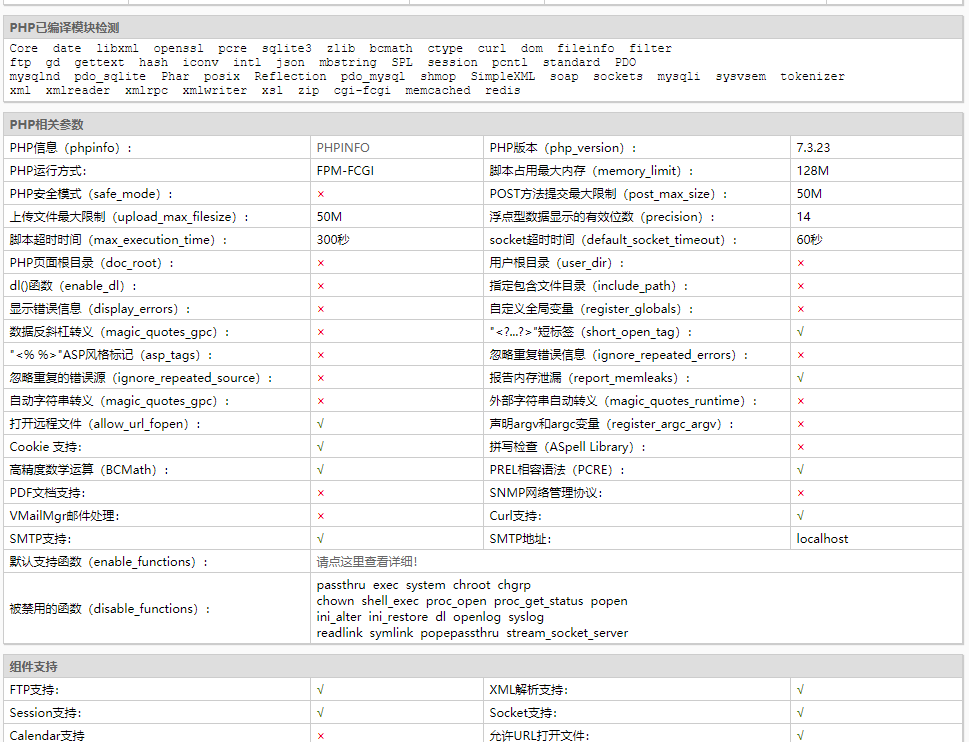 PHP已编译模块检测
Core date libxml openssl pcre sqlite3 zlib bcmath ctype curl dom fileinfo filter
ftp gd gettext hash iconv intl json mbstring SPL session pcntl standard PDO
mysqlnd pdo_sqlite Phar posix Reflection pdo_mysql shmop SimpleXML soap sockets mysqli sysvsem tokenizer
xml xmlreader xmlrpc xmlwriter xsl zip cgi-fcgi memcached redis
PHP相关参数
PHP信息（phpinfo）: PHPINFO PHP版本（php_version）: 7.3.23
PHP运行方式: FPM-FCGI 脚本占用最大内存（memory_limit）: 128M
PHP安全模式（safe_mode）: × POST方法提交最大限制（post_max_size）: 50M
上传文件最大限制（upload_max_filesize）: 50M 浮点型数据显示的有效位数（precision）: 14
脚本超时时间（max_execution_time）: 300秒 socket超时时间（default_socket_timeout）: 60秒
PHP页面根目录（doc_root）: × 用户根目录（user_dir）: ×
dl()函数（enable_dl）: × 指定包含文件目录（include_path）: ×
显示错误信息（display_errors）: × 自定义全局变量（register_globals）: ×
数据反斜杠转义（magic_quotes_gpc）: × "<?...?>"短标签（short_open_tag）: √
"<% %>"ASP风格标记（asp_tags）: × 忽略重复错误信息（ignore_repeated_errors）: ×
忽略重复的错误源（ignore_repeated_source）: × 报告内存泄漏（report_memleaks）: √
自动字符串转义（magic_quotes_gpc）: × 外部字符串自动转义（magic_quotes_runtime）: ×
打开远程文件（allow_url_fopen）: √ 声明argv和argc变量（register_argc_argv）: ×
Cookie 支持: √ 拼写检查（ASpell Library）: ×
高精度数学运算（BCMath）: √ PREL相容语法（PCRE）: √
PDF文档支持: × SNMP网络管理协议: ×
VMailMgr邮件处理: × Curl支持: √
SMTP支持: √ SMTP地址: localhost
默认支持函数（enable_functions）: 请点这里查看详细！
被禁用的函数（disable_functions）: passthru exec system chroot chgrp
chown shell_exec proc_open proc_get_status popen
ini_alter ini_restore dl openlog syslog
readlink symlink popepassthru stream_socket_server
组件支持
FTP支持: √ XML解析支持: √
Session支持: √ Socket支持: √
Calendar支持 × 允许URL打开文件: √